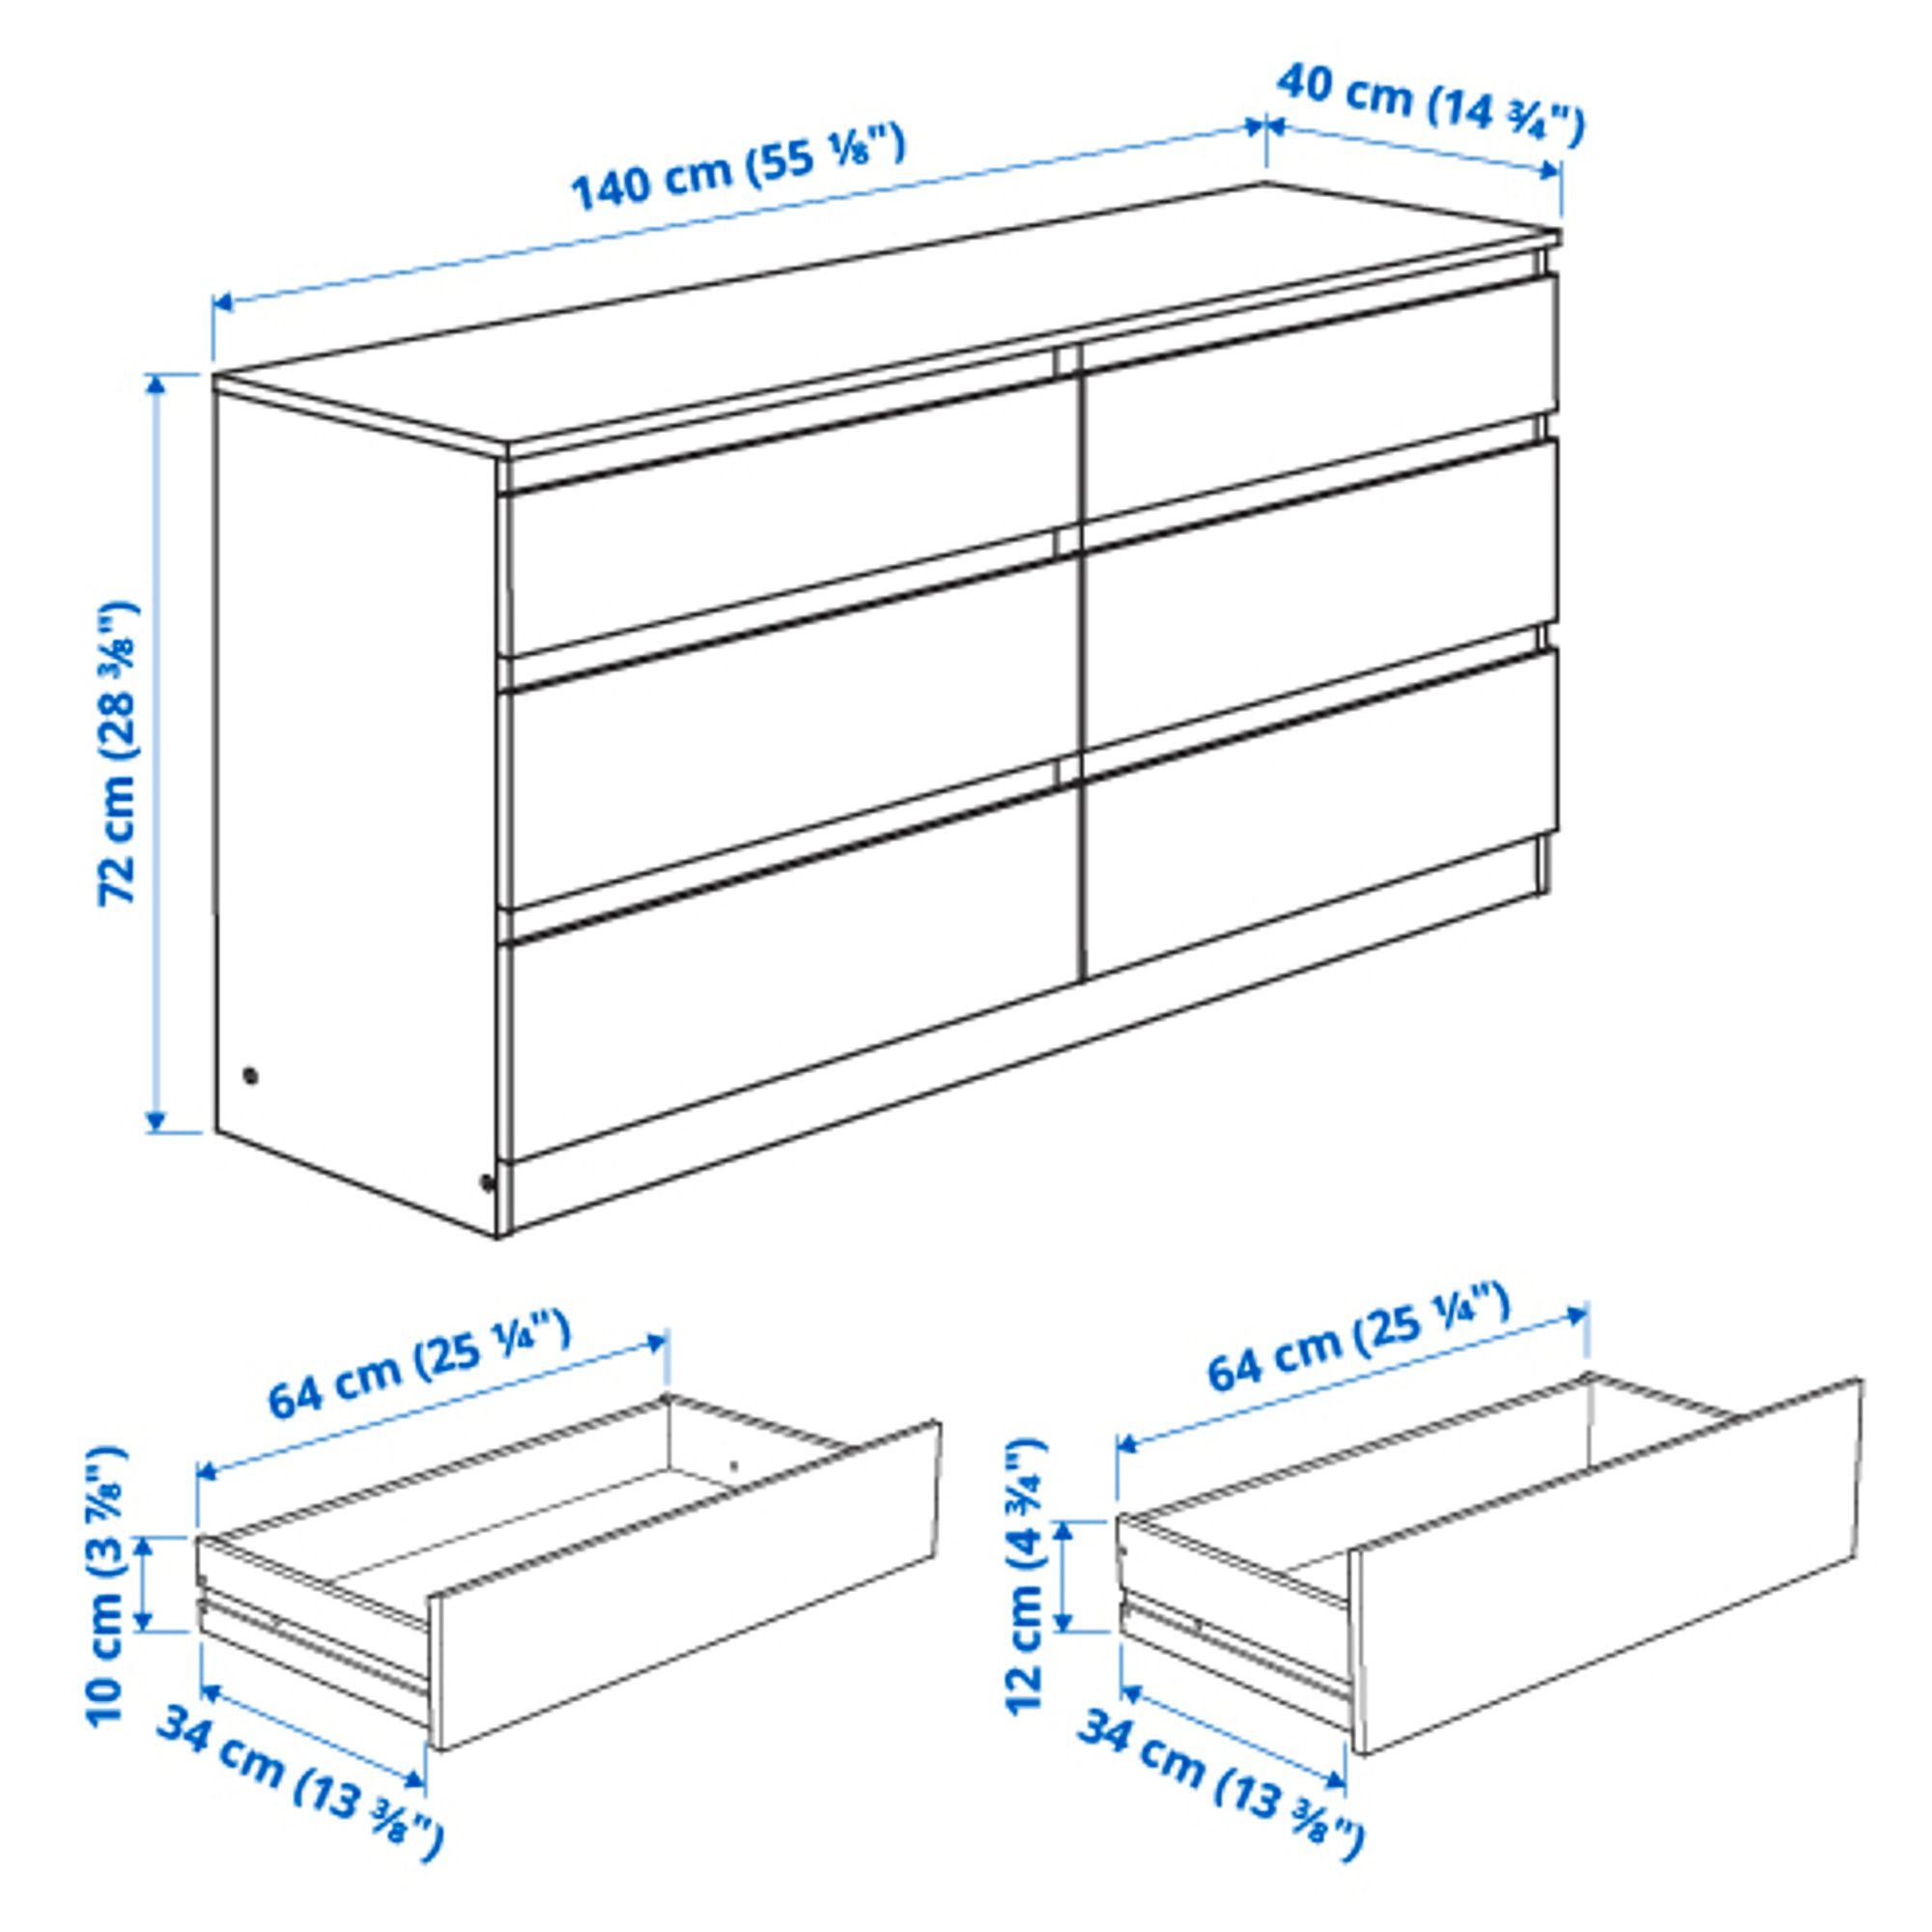 40 cm (14 ¾")
140 cm (55 ⅛")
72 cm (28 ⅜")
64 cm (25 ¼")
64 cm (25 ¼")
10 cm (3 ⅞")
12 cm (4 ¾")
34 cm (13 ⅜")
34 cm (13 ⅜")